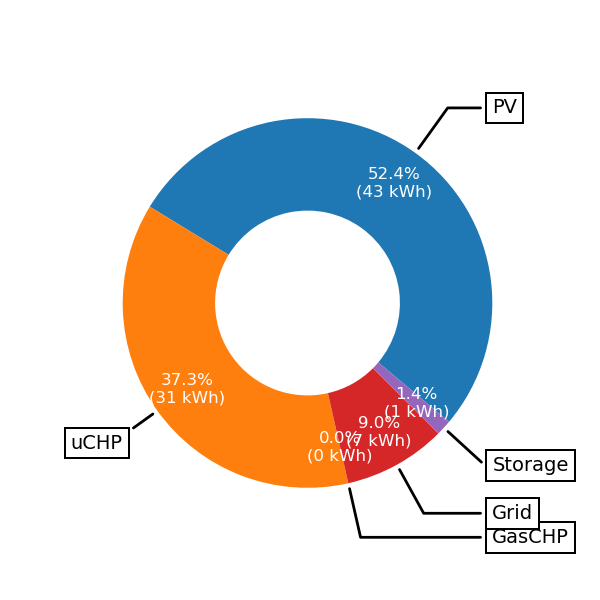 PV
52.4%
(43 kWh)
37.3%
(31 kWh)
1.4%
(1 kWh)
9.0%
(7 kWh)
0.0%
(0 kWh)
uCHP
Storage
Grid
GasCHP